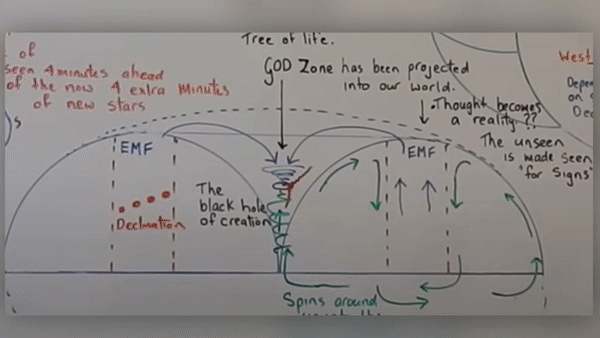 Tree of life.
of
seen 4 minutes ahead
of the now 4 extra Minutes
of new stars
s
GOD Zone has been projected
into our world.
Thought becomes
a reality??
The unseen
is made seen
"for Signs"
West
Depe
on
Dec
EMF
EMF
Declination
The
black hole
of creation
Spins around